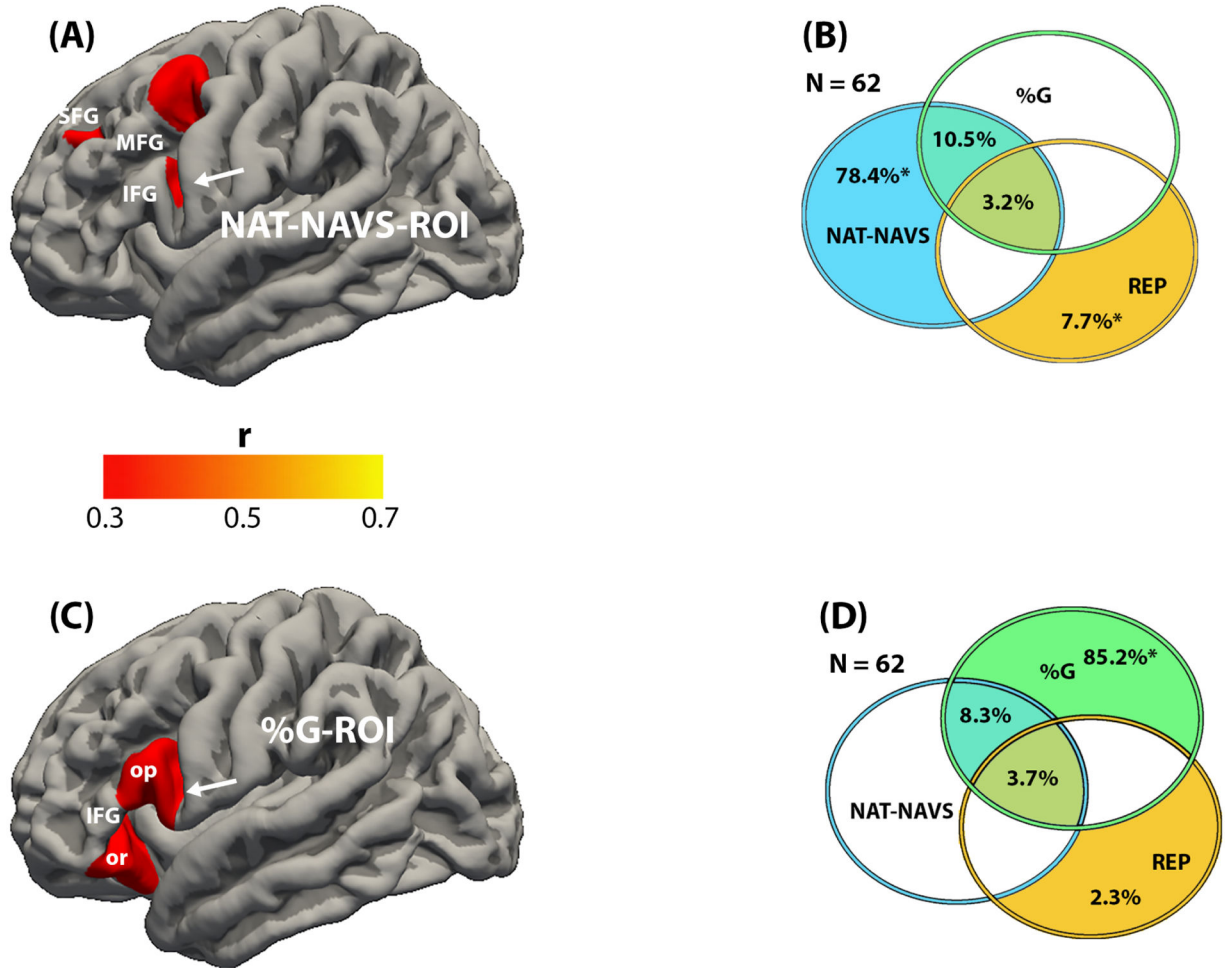 (A)
SFG
MFG
IFG
NAT-NAVS-ROI
(B)
N = 62
%G
10.5%
78.4%*
3.2%
NAT-NAVS
REP
7.7%*
r
0.3 0.5 0.7
(C)
%G-ROI
op
IFG
or
(D)
N = 62
%G 85.2%*
8.3%
3.7%
NAT-NAVS
REP
2.3%